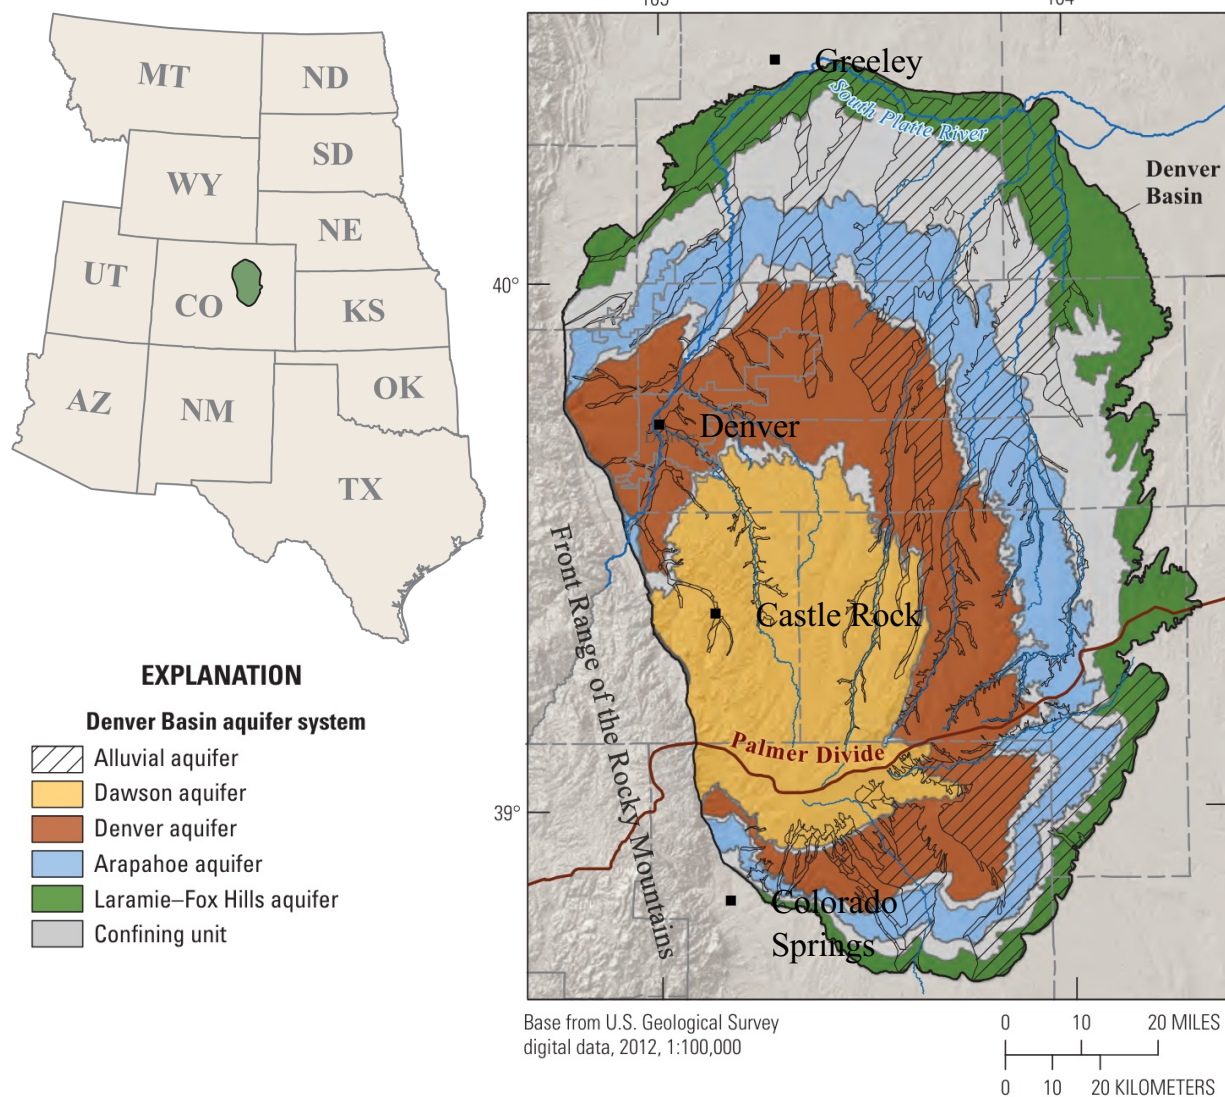 MT
ND
SD
WY
NE
UT
CO
KS
AZ
NM
OK
TX
EXPLANATION
Denver Basin aquifer system
Alluvial aquifer
Dawson aquifer
Denver aquifer
Arapahoe aquifer
Laramie–Fox Hills aquifer
Confining unit
Greeley
South Platte River
Denver
Basin
40°
Denver
Castle Rock
Front Range of the Rocky Mountains
Palmer Divide
39°
Colorado
Springs
Base from U.S. Geological Survey
digital data, 2012, 1:100,000
0 10 20 MILES
0 10 20 KILOMETERS